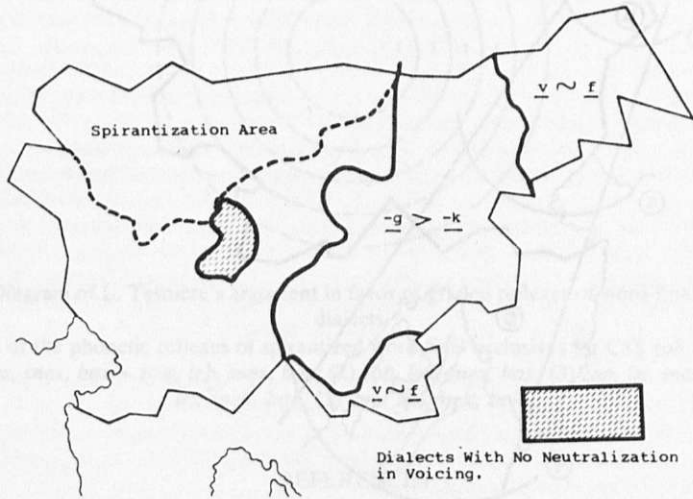 v ~ f
Spirantization Area
-g > -k
v ~ f
Dialects With No Neutralization
in Voicing.